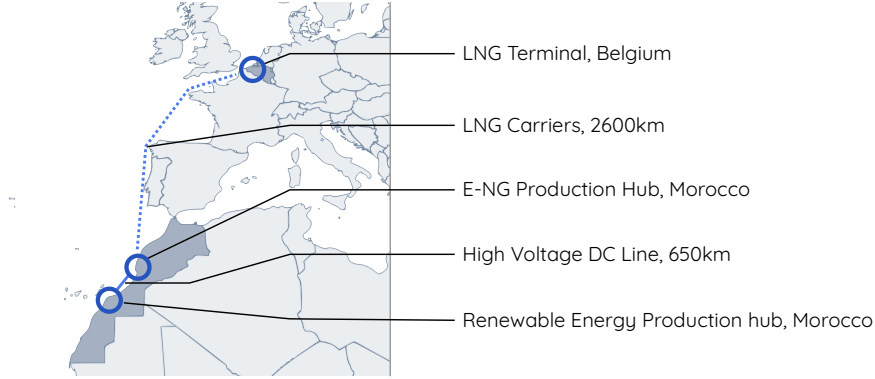 LNG Terminal, Belgium
LNG Carriers, 2600km
E-NG Production Hub, Morocco
High Voltage DC Line, 650km
Renewable Energy Production hub, Morocco